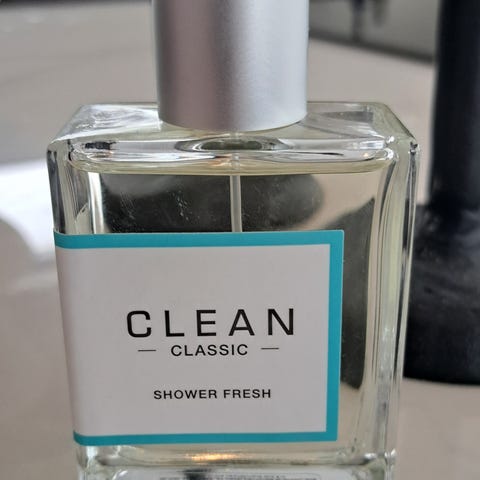 CLEAN
— CLASSIC —
SHOWER FRESH